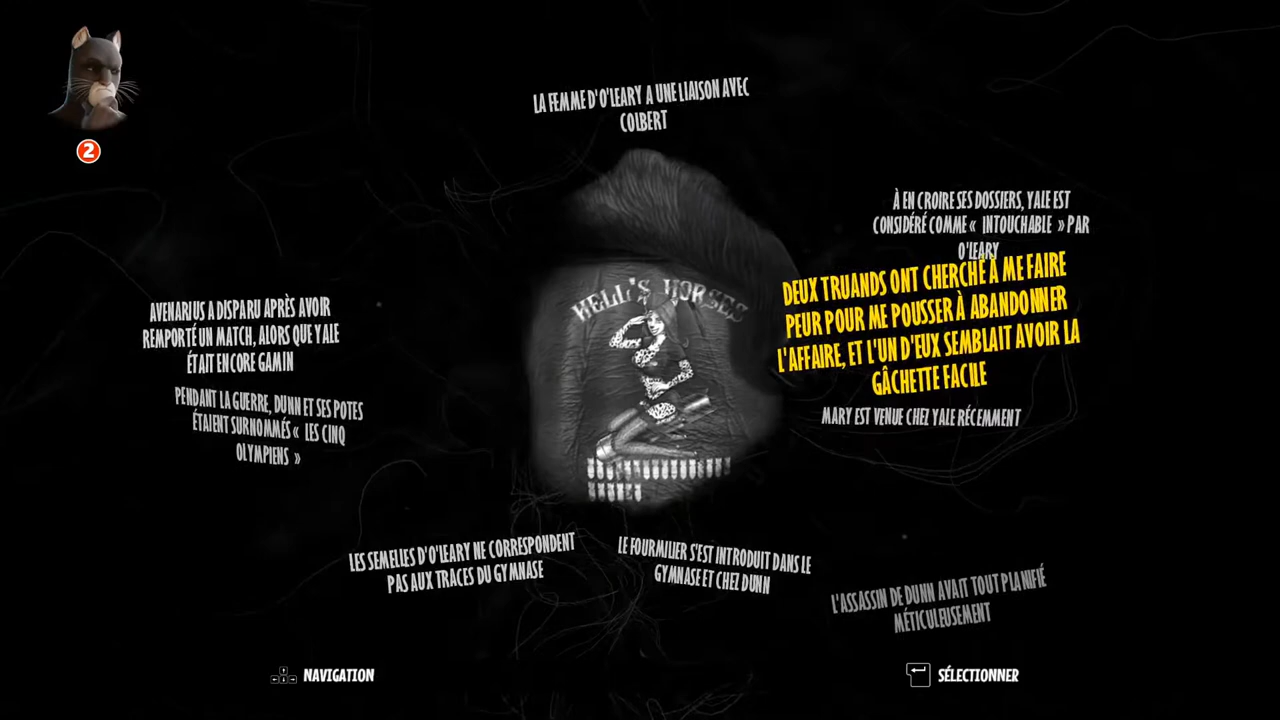 2
LA FEMME D'O'LEARY A UNE LIAISON AVEC
COLBERT
À EN CROIRE SES DOSSIERS, YALE EST
CONSIDÉRÉ COMME « INTOUCHABLE » PAR
O'LEARY
DEUX TRUANDS ONT CHERCHÉ À ME FAIRE
PEUR POUR ME POUSSER À ABANDONNER
L'AFFAIRE, ET L'UN D'EUX SEMBLAIT AVOIR LA
GÂCHETTE FACILE
MARY EST VENUE CHEZ YALE RÉCEMMENT
HELL'S HORSES
AVENARIUS A DISPARU APRÈS AVOIR
REMPORTÉ UN MATCH, ALORS QUE YALE
ÉTAIT ENCORE GAMIN
PENDANT LA GUERRE, DUNN ET SES POTES
ÉTAIENT SURNOMMÉS « LES CINQ
OLYMPIENS »
LES SEMELLES D'O'LEARY NE CORRESPONDENT
PAS AUX TRACES DU GYMNASE
LE FOURMILIER S'EST INTRODUIT DANS LE
GYMNASE ET CHEZ DUNN
L'ASSASSIN DE DUNN AVAIT TOUT PLANIFIÉ
MÉTICULEUSEMENT
NAVIGATION
SÉLECTIONNER